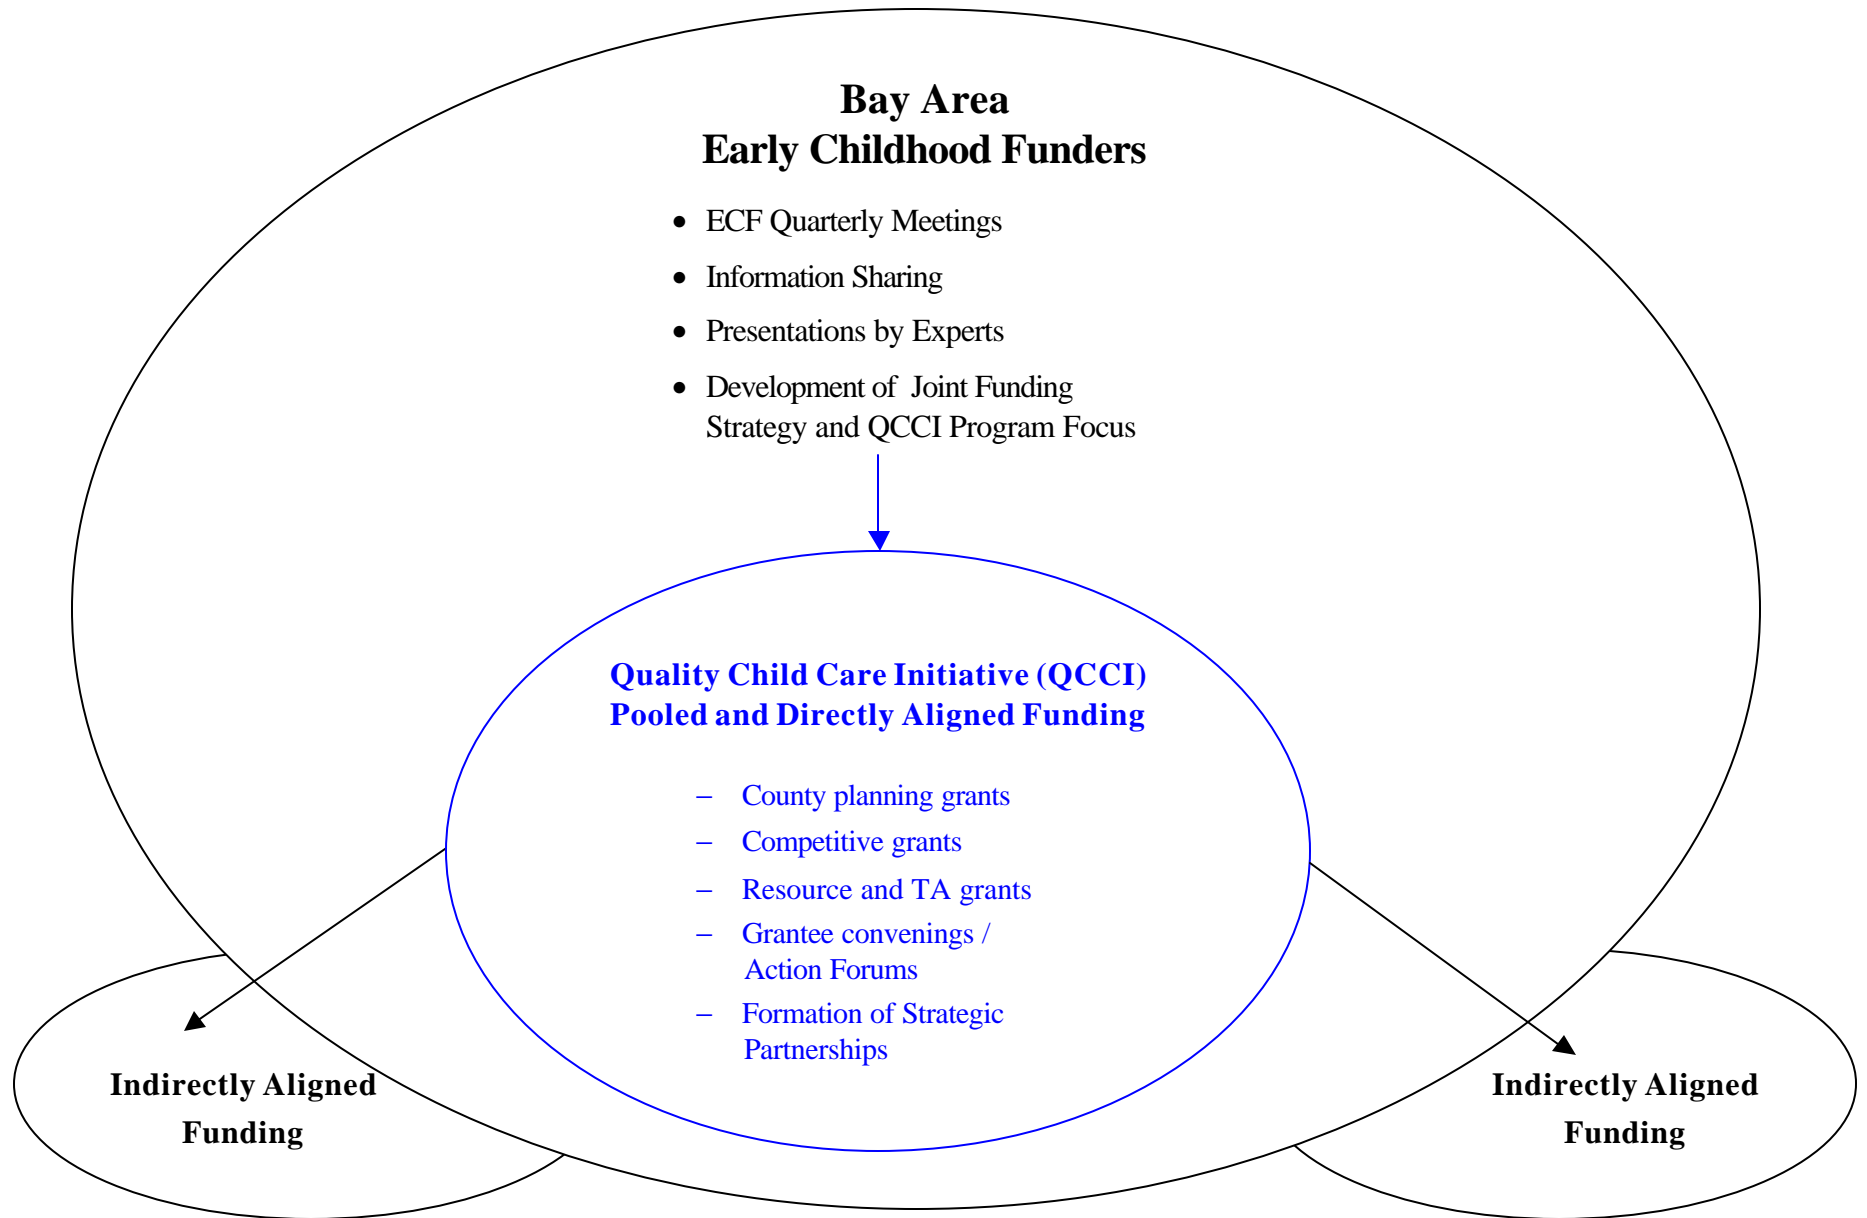 Bay Area
Early Childhood Funders
• ECF Quarterly Meetings
• Information Sharing
• Presentations by Experts
• Development of Joint Funding
Strategy and QCCI Program Focus
Quality Child Care Initiative (QCCI)
Pooled and Directly Aligned Funding
– County planning grants
– Competitive grants
– Resource and TA grants
– Grantee convenings /
Action Forums
– Formation of Strategic
Partnerships
Indirectly Aligned
Funding
Indirectly Aligned
Funding